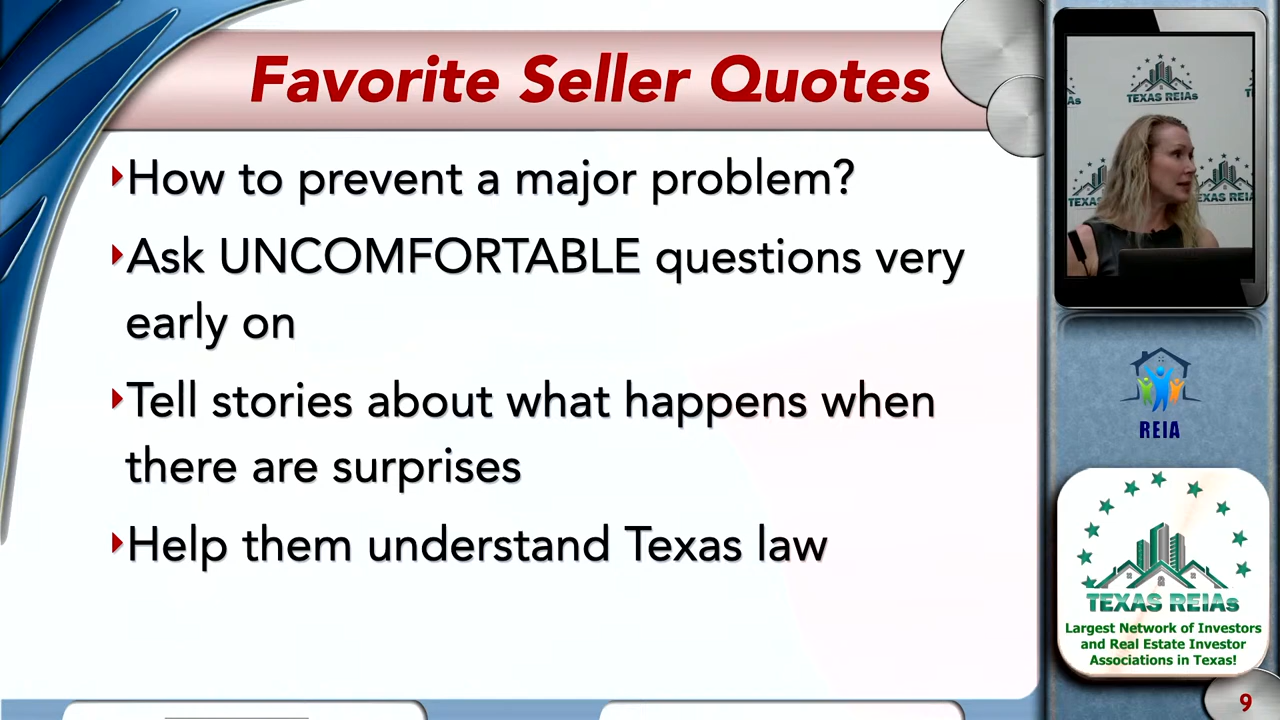 Favorite Seller Quotes
How to prevent a major problem?
Ask UNCOMFORTABLE questions very
early on
Tell stories about what happens when
there are surprises
Help them understand Texas law
TEXAS REIAs
REIA
TEXAS REIAs
Largest Network of Investors
and Real Estate Investor
Associations in Texas!
9